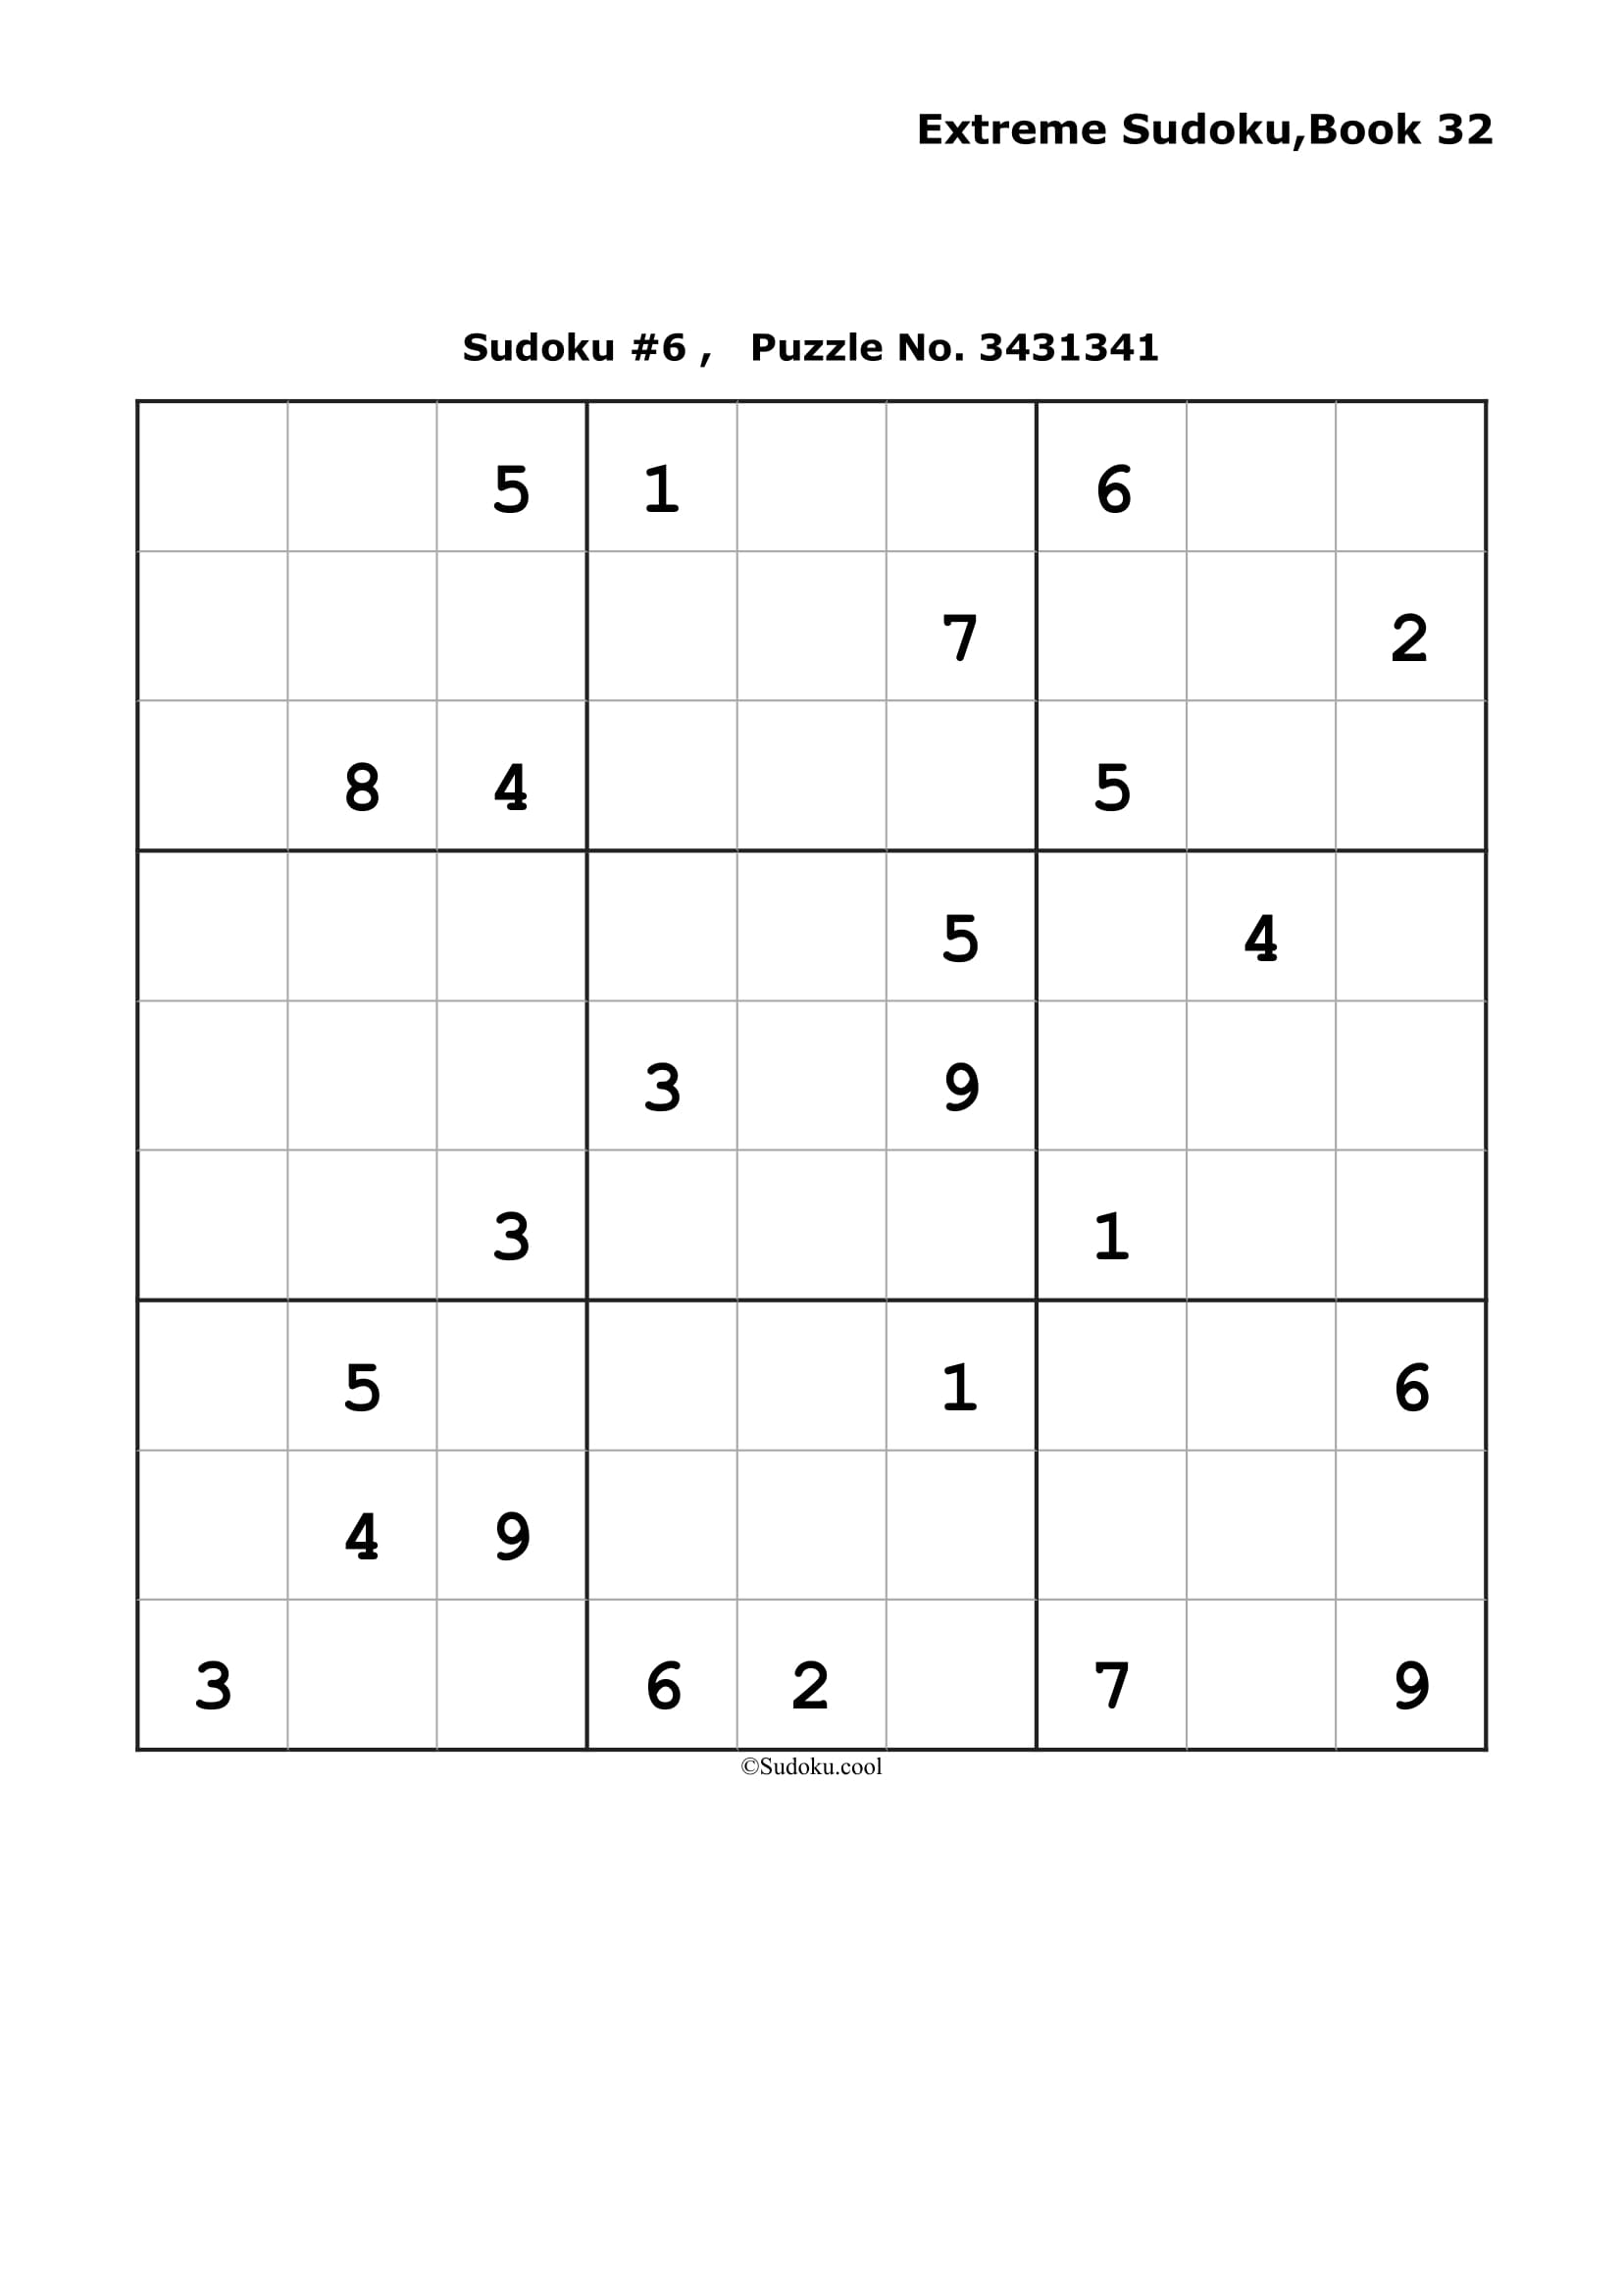 Extreme Sudoku,Book 32
Sudoku #6 ,   Puzzle No. 3431341
5 1 6
7 2
8 4 5
5 4
3 9
3 1
5 1 6
4 9
3 6 2 7 9
©Sudoku.cool